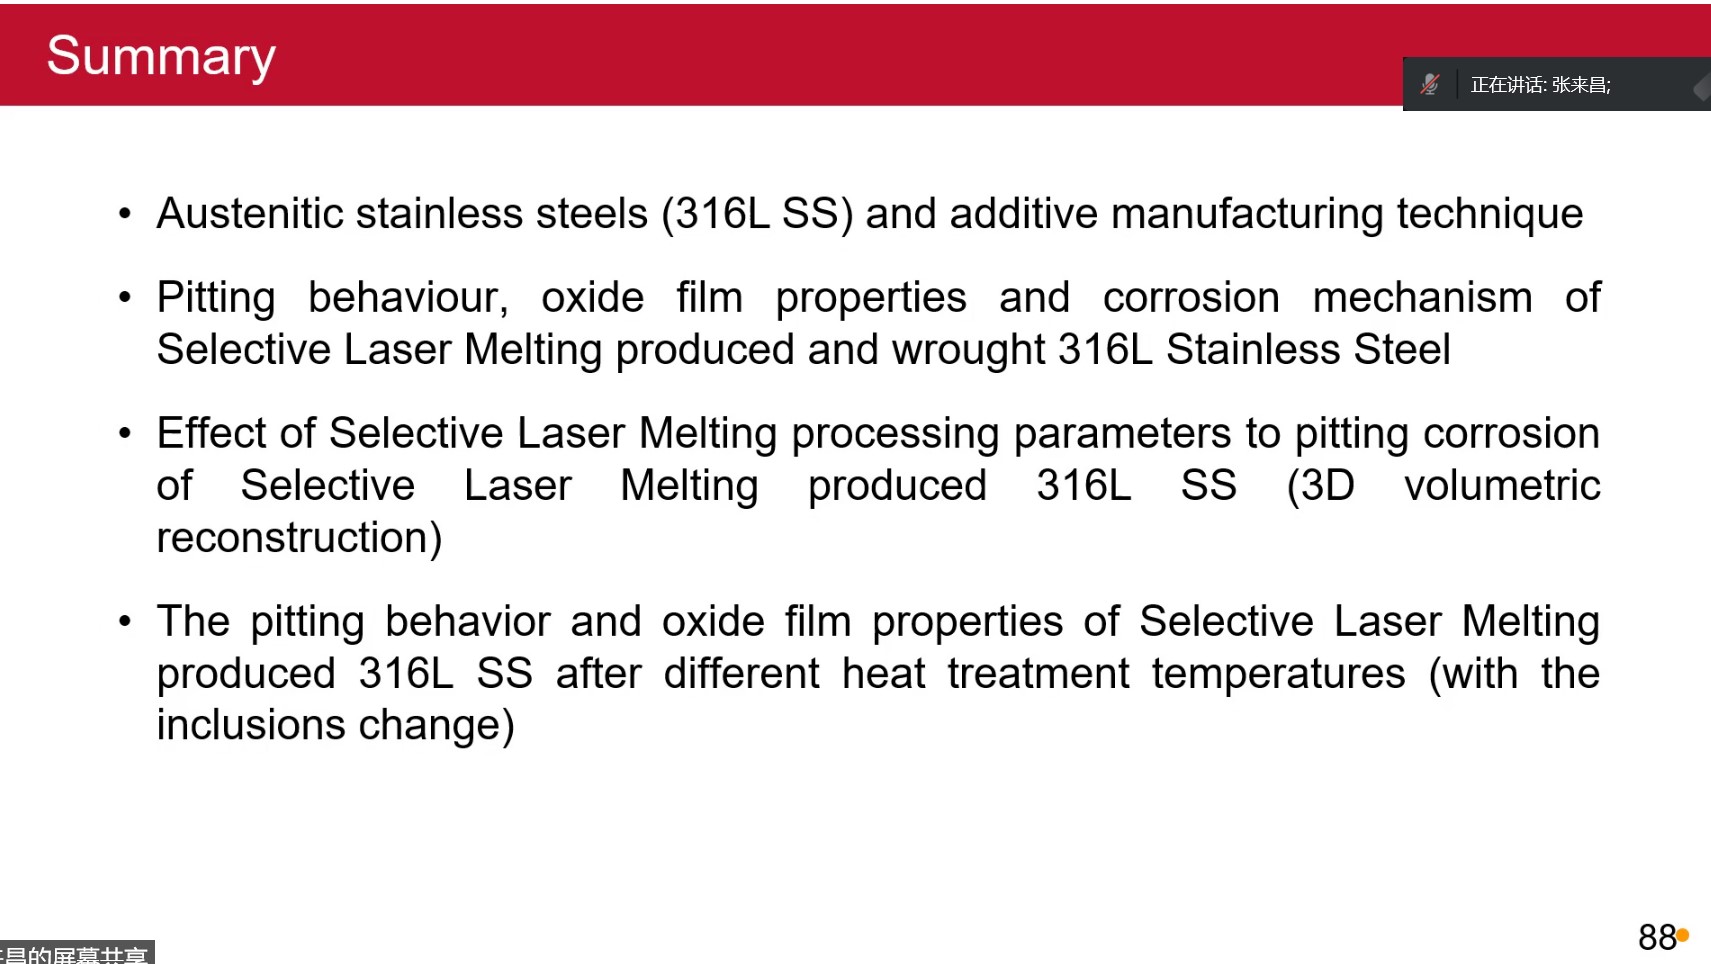 Summary
正在讲话: 张来昌;
• Austenitic stainless steels (316L SS) and additive manufacturing technique
• Pitting behaviour, oxide film properties and corrosion mechanism of
Selective Laser Melting produced and wrought 316L Stainless Steel
• Effect of Selective Laser Melting processing parameters to pitting corrosion
of Selective Laser Melting produced 316L SS (3D volumetric
reconstruction)
• The pitting behavior and oxide film properties of Selective Laser Melting
produced 316L SS after different heat treatment temperatures (with the
inclusions change)
88
昌的屏幕共享